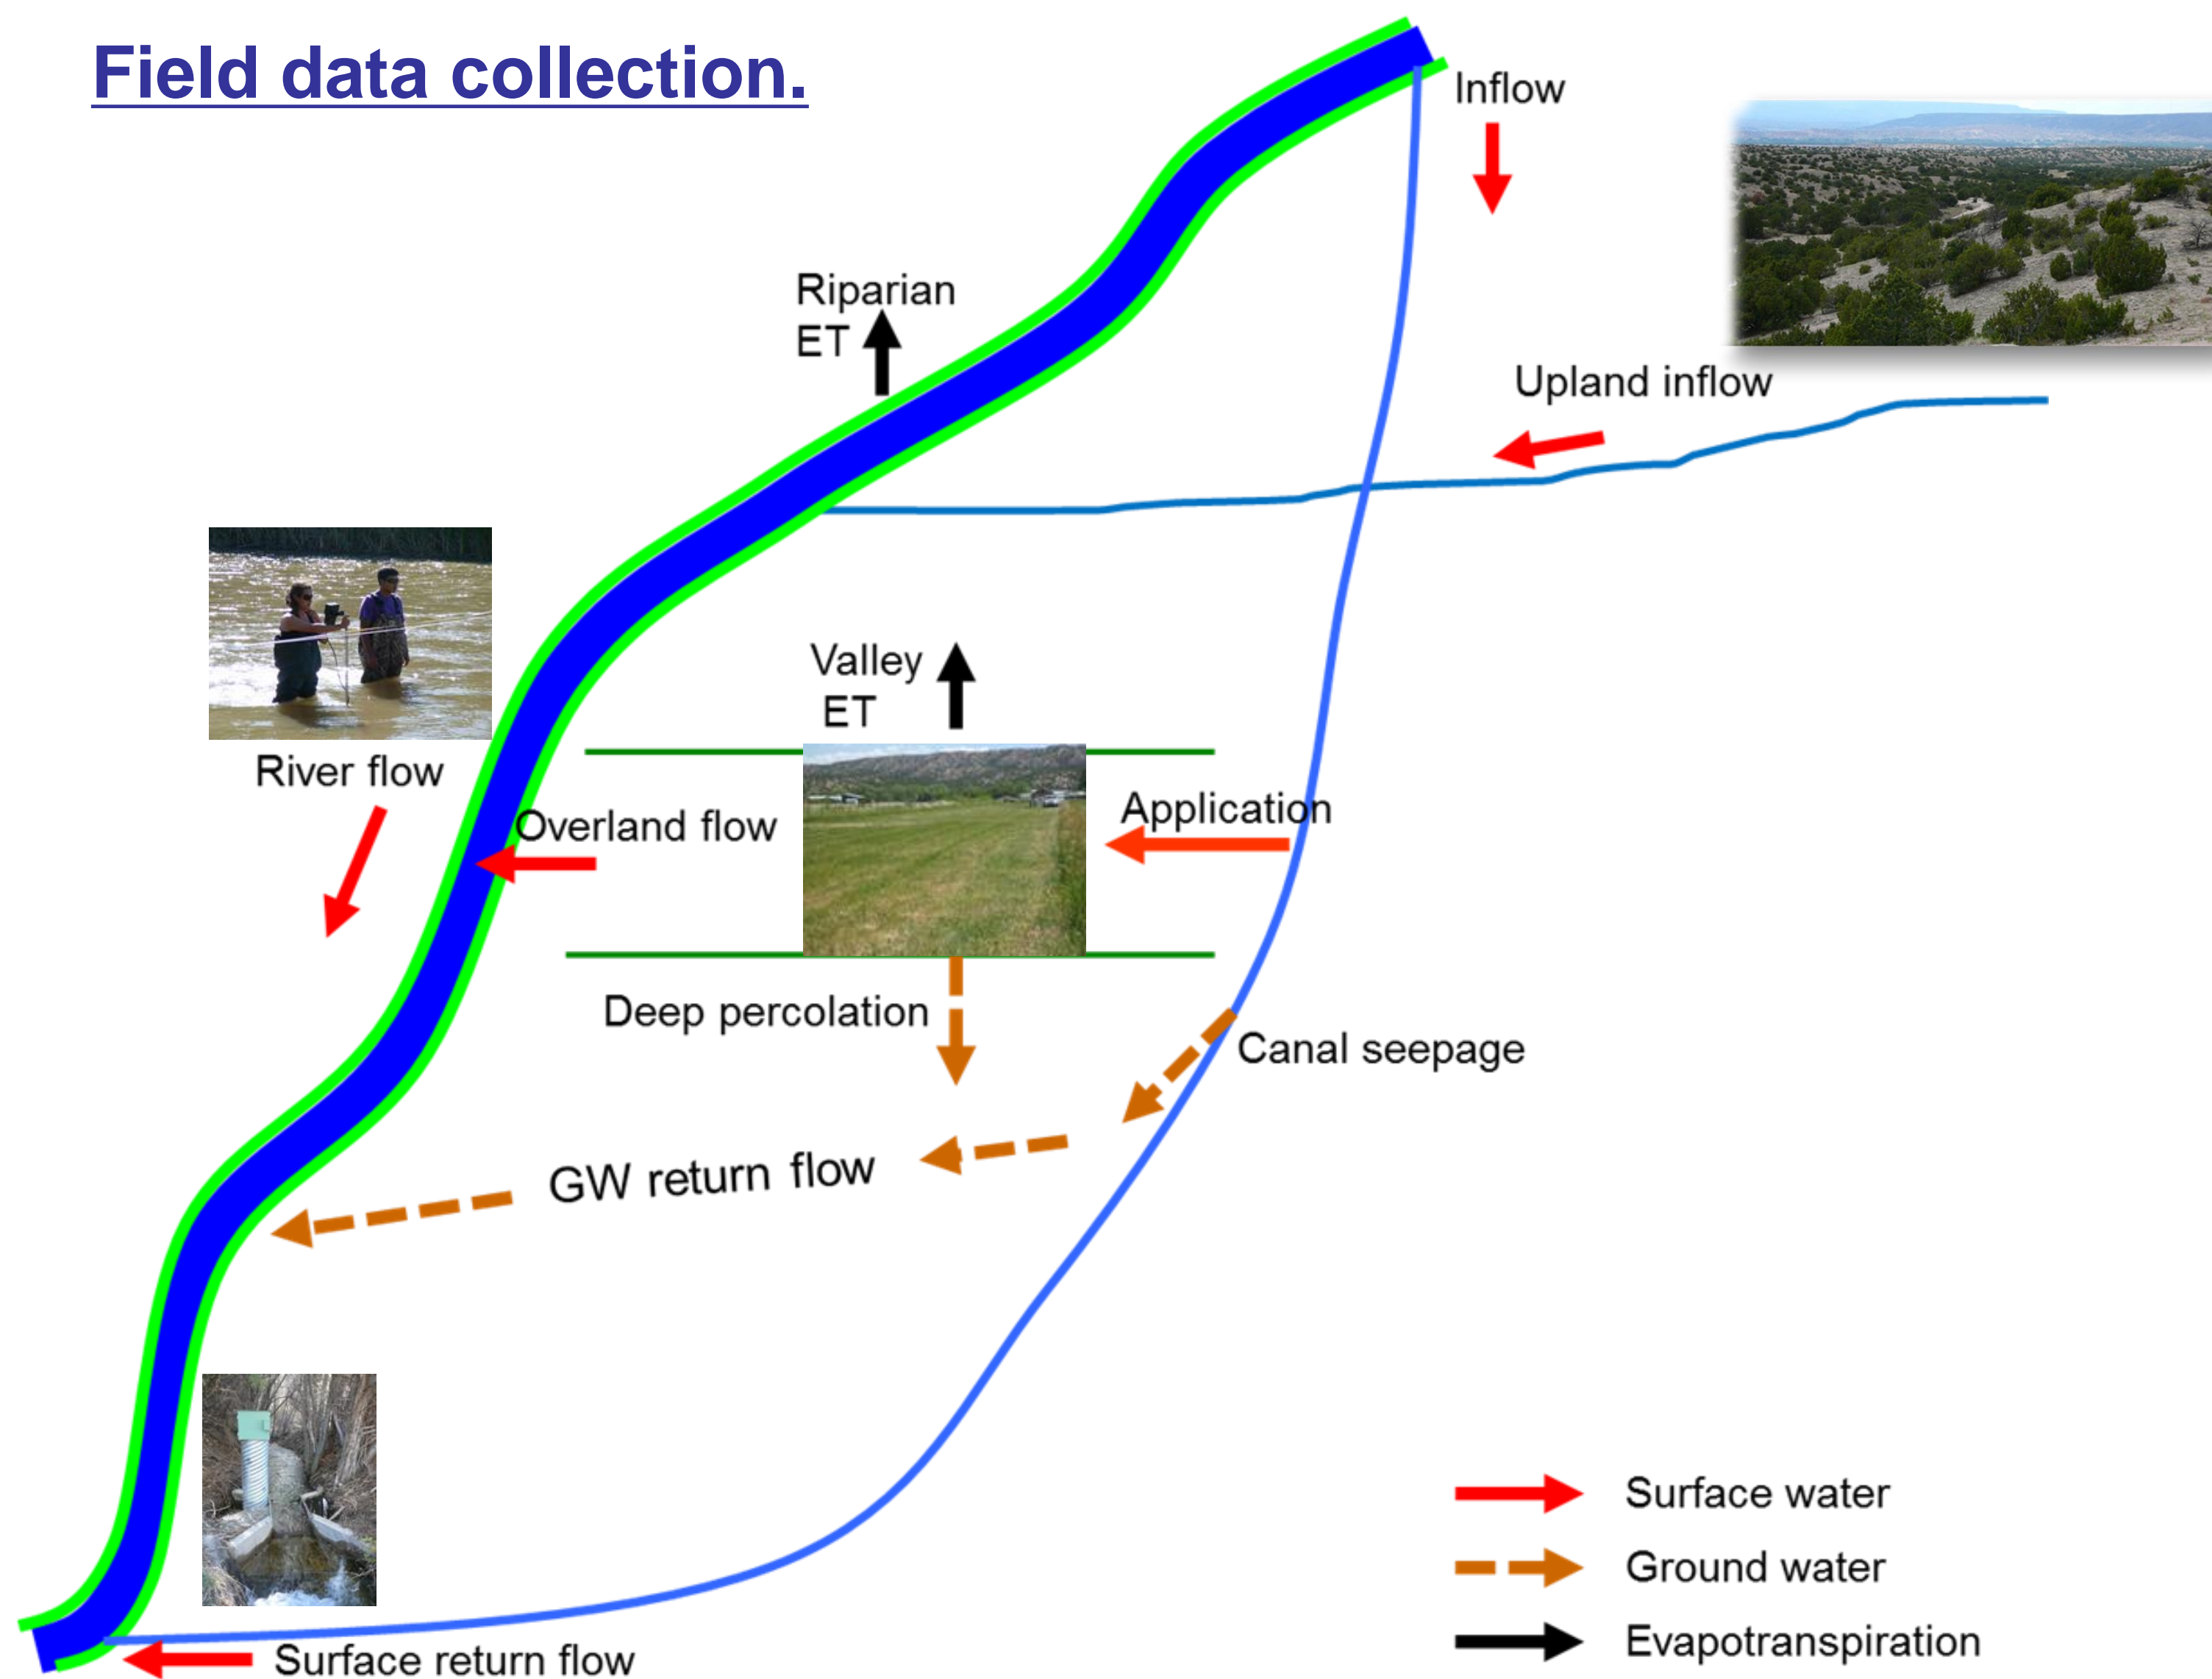 Field data collection.
Inflow
Riparian
ET
Upland inflow
Valley
ET
River flow
Overland flow
Application
Deep percolation
Canal seepage
GW return flow
Surface water
Ground water
Evapotranspiration
Surface return flow